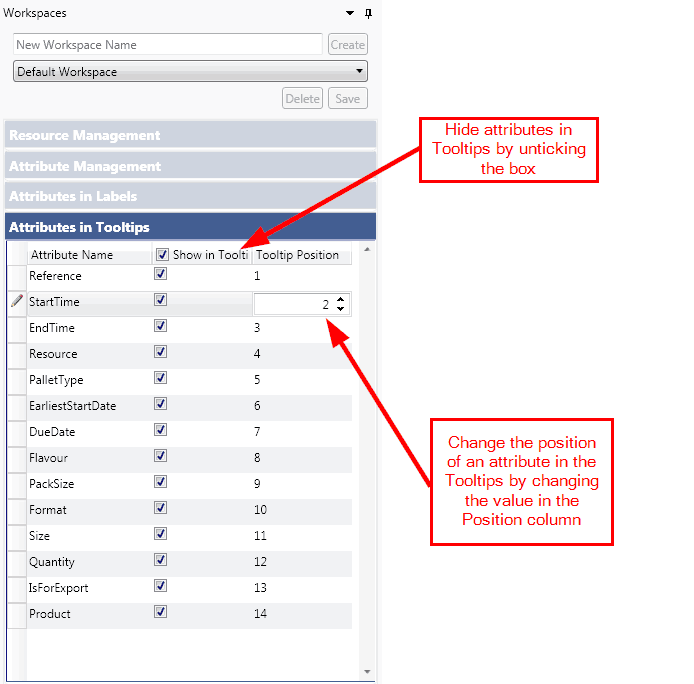 Workspaces
New Workspace Name
Create
Default Workspace
Delete
Save
Resource Management
Attribute Management
Attributes in Labels
Attributes in Tooltips
Attribute Name Show in Toolti Tooltip Position
Reference 1
StartTime 2
EndTime 3
Resource 4
PalletType 5
EarliestStartDate 6
DueDate 7
Flavour 8
PackSize 9
Format 10
Size 11
Quantity 12
IsForExport 13
Product 14
Hide attributes in
Tooltips by unticking
the box
Change the position
of an attribute in the
Tooltips by changing
the value in the
Position column